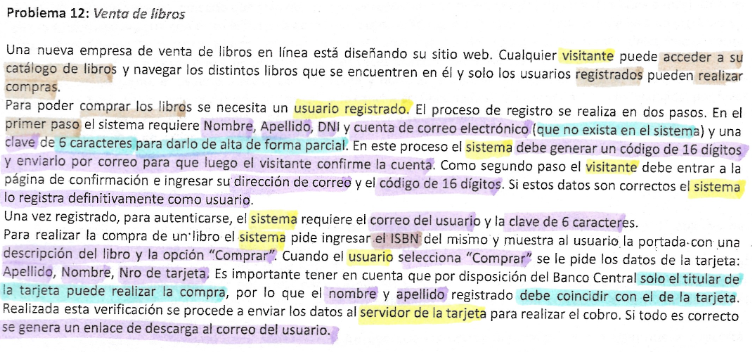 Problema 12: Venta de libros
Una nueva empresa de venta de libros en línea está diseñando su sitio web. Cualquier visitante puede acceder a su
catálogo de libros y navegar los distintos libros que se encuentren en él y solo los usuarios registrados pueden realizar
compras.
Para poder comprar los libros se necesita un usuario registrado. El proceso de registro se realiza en dos pasos. En el
primer paso el sistema requiere Nombre, Apellido, DNI y cuenta de correo electrónico (que no exista en el sistema) y una
clave de 6 caracteres para darlo de alta de forma parcial. En este proceso el sistema debe generar un código de 16 dígitos
y enviarlo por correo para que luego el visitante confirme la cuenta. Como segundo paso el visitante debe entrar a la
página de confirmación e ingresar su dirección de correo y el código de 16 dígitos. Si estos datos son correctos el sistema
lo registra definitivamente como usuario.
Una vez registrado, para autenticarse, el sistema requiere el correo del usuario y la clave de 6 caracteres.
Para realizar la compra de un libro el sistema pide ingresar el ISBN del mismo y muestra al usuario la portada con una
descripción del libro y la opción "Comprar". Cuando el usuario selecciona "Comprar" se le pide los datos de la tarjeta:
Apellido, Nombre, Nro de tarjeta. Es importante tener en cuenta que por disposición del Banco Central solo el titular de
la tarjeta puede realizar la compra, por lo que el nombre y apellido registrado debe coincidir con el de la tarjeta.
Realizada esta verificación se procede a enviar los datos al servidor de la tarjeta para realizar el cobro. Si todo es correcto
se genera un enlace de descarga al correo del usuario.